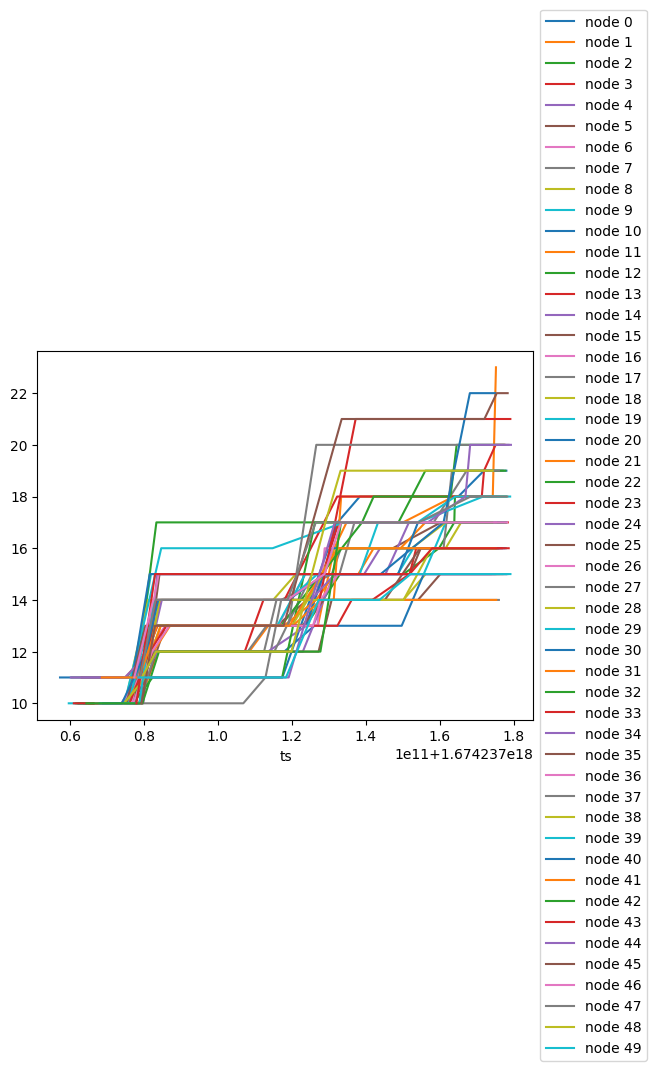 22
20
18
16
14
12
10
0.6
0.8
1.0
1.2
1.4
1.6
1.8
ts
1e11+1.674237e18
node 0
node 1
node 2
node 3
node 4
node 5
node 6
node 7
node 8
node 9
node 10
node 11
node 12
node 13
node 14
node 15
node 16
node 17
node 18
node 19
node 20
node 21
node 22
node 23
node 24
node 25
node 26
node 27
node 28
node 29
node 30
node 31
node 32
node 33
node 34
node 35
node 36
node 37
node 38
node 39
node 40
node 41
node 42
node 43
node 44
node 45
node 46
node 47
node 48
node 49